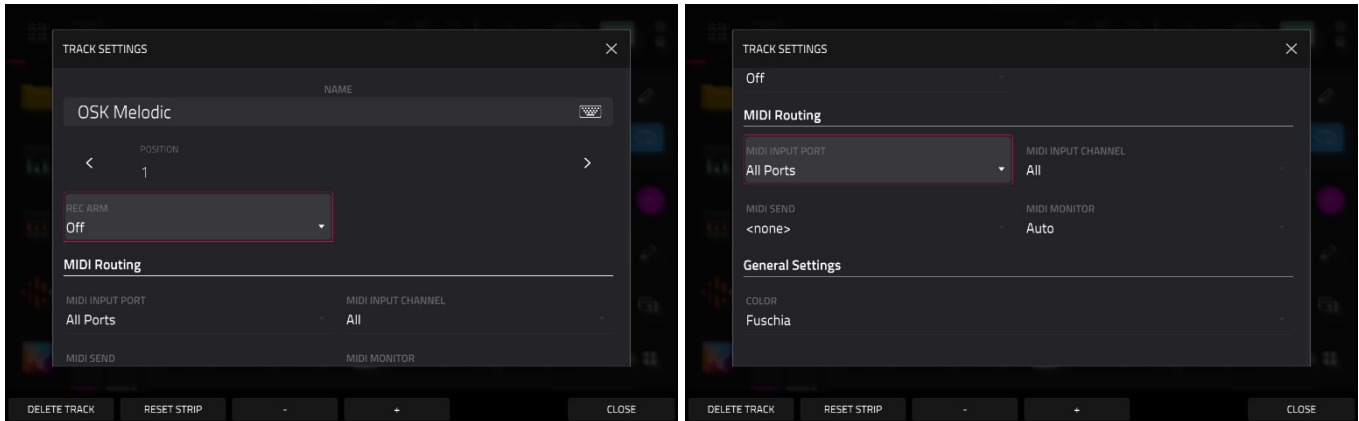 TRACK SETTINGS
NAME
OSK Melodic
POSITION
1
REC ARM
Off
MIDI Routing
MIDI INPUT PORT
MIDI INPUT CHANNEL
All Ports
All
MIDI SEND
MIDI MONITOR
DELETE TRACK
RESET STRIP
-
+
CLOSE
TRACK SETTINGS
Off
MIDI Routing
MIDI INPUT PORT
MIDI INPUT CHANNEL
All Ports
All
MIDI SEND
MIDI MONITOR
<none>
Auto
General Settings
COLOR
Fuschia
DELETE TRACK
RESET STRIP
-
+
CLOSE